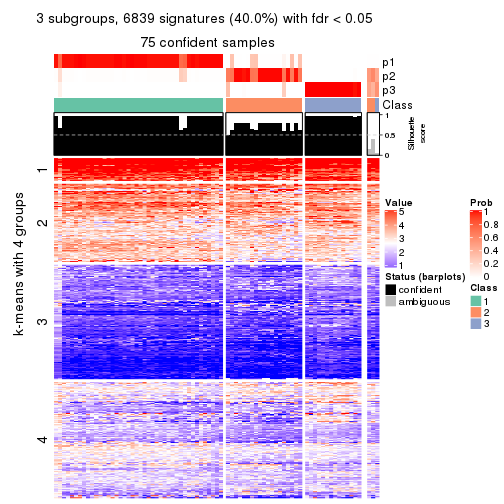 3 subgroups, 6839 signatures (40.0%) with fdr < 0.05
75 confident samples
p1
p2
p3
Class
1
0.5
0
Silhouette
score
k-means with 4 groups
1
2
3
4
Value
5
4
3
2
1
Status (barplots)
confident
ambiguous
Prob
1
0.8
0.6
0.4
0.2
0
Class
1
2
3